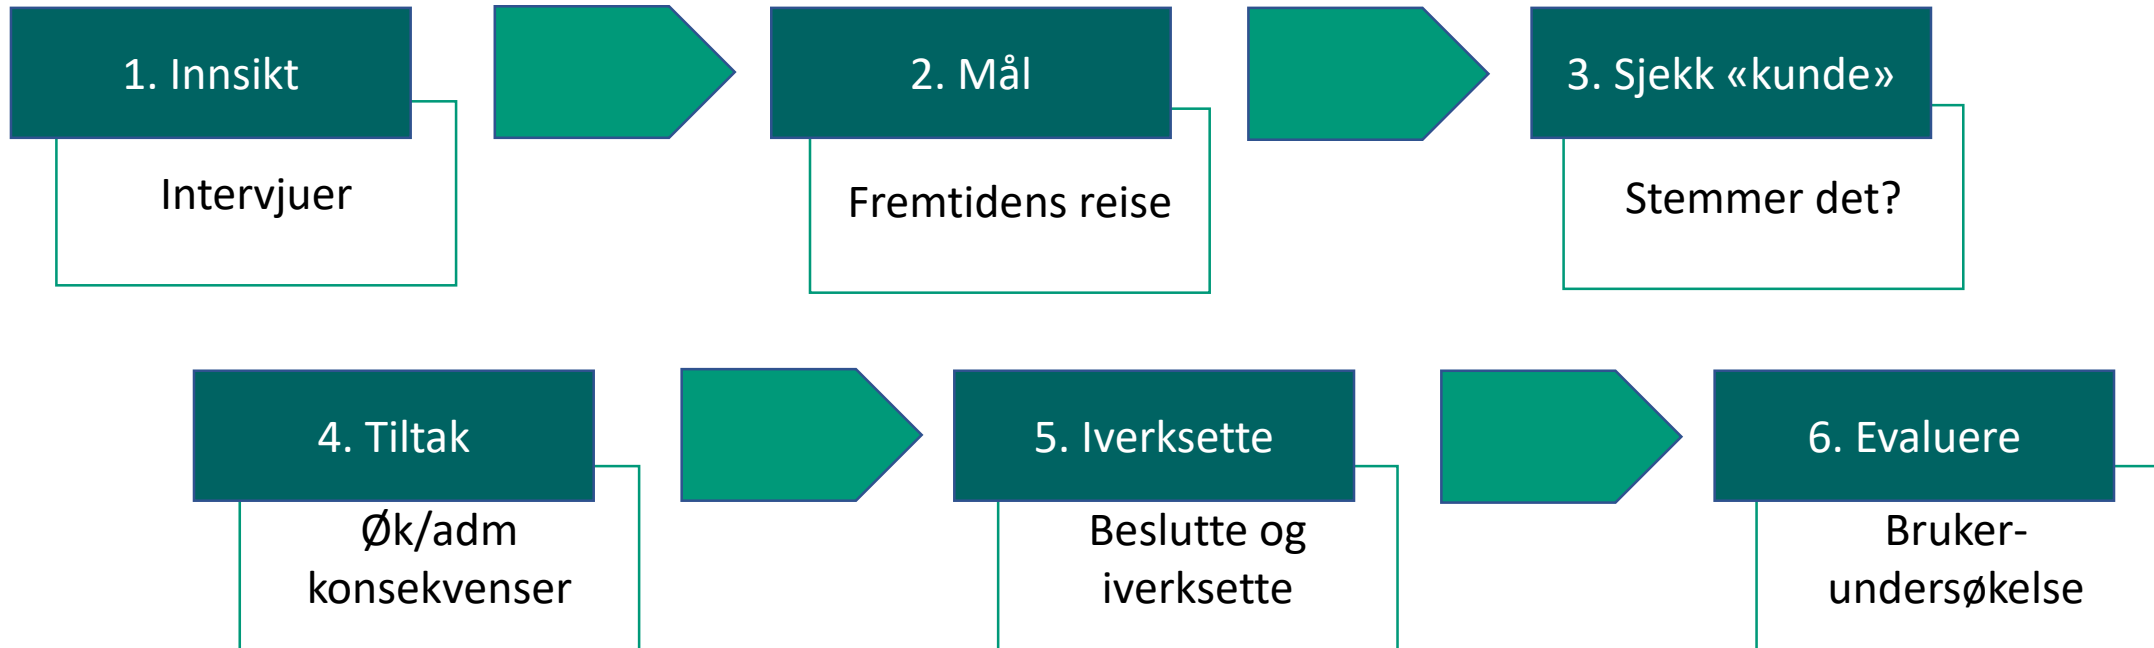 1. Innsikt
Intervjuer
2. Mål
Fremtidens reise
3. Sjekk «kunde»
Stemmer det?
4. Tiltak
Øk/adm
konsekvenser
5. Iverksette
Beslutte og
iverksette
6. Evaluere
Bruker-
undersøkelse